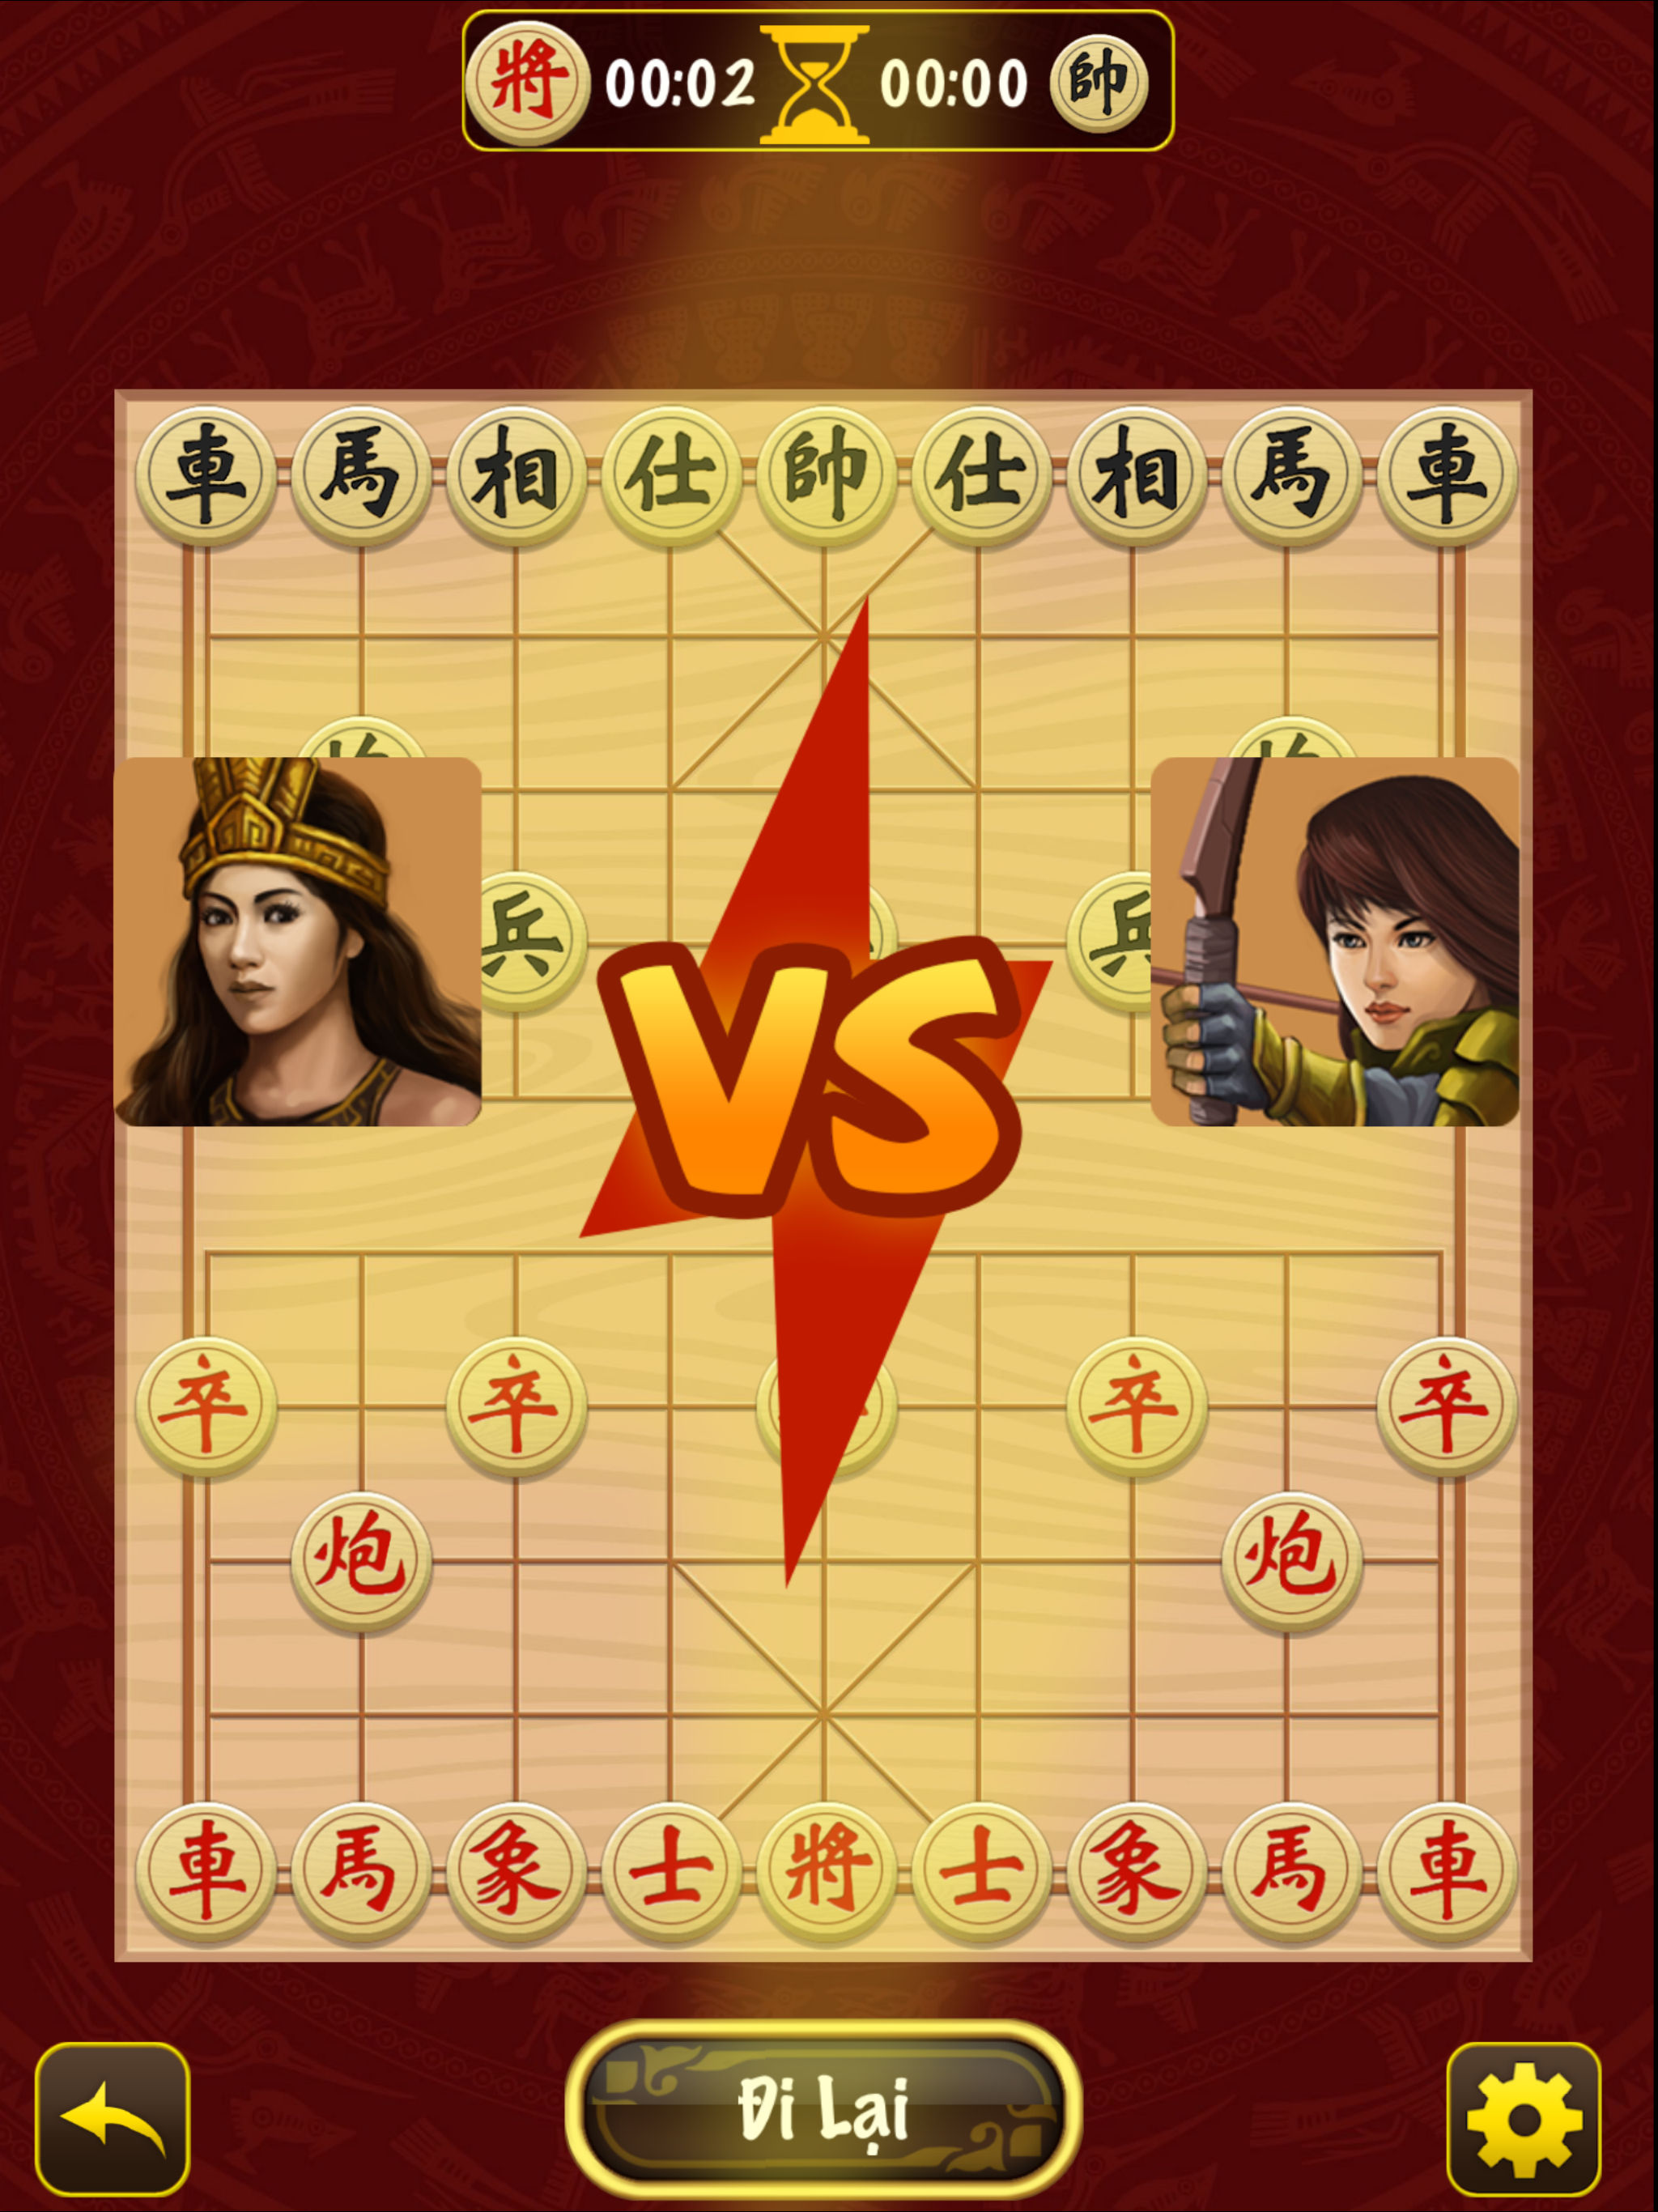 將 00:02 00:00 帥
車 馬 相 仕 帥 仕 相 馬 車
兵 兵
VS
卒 卒 卒 卒
炮 炮
車 馬 象 士 將 士 象 馬 車
Đi Lại